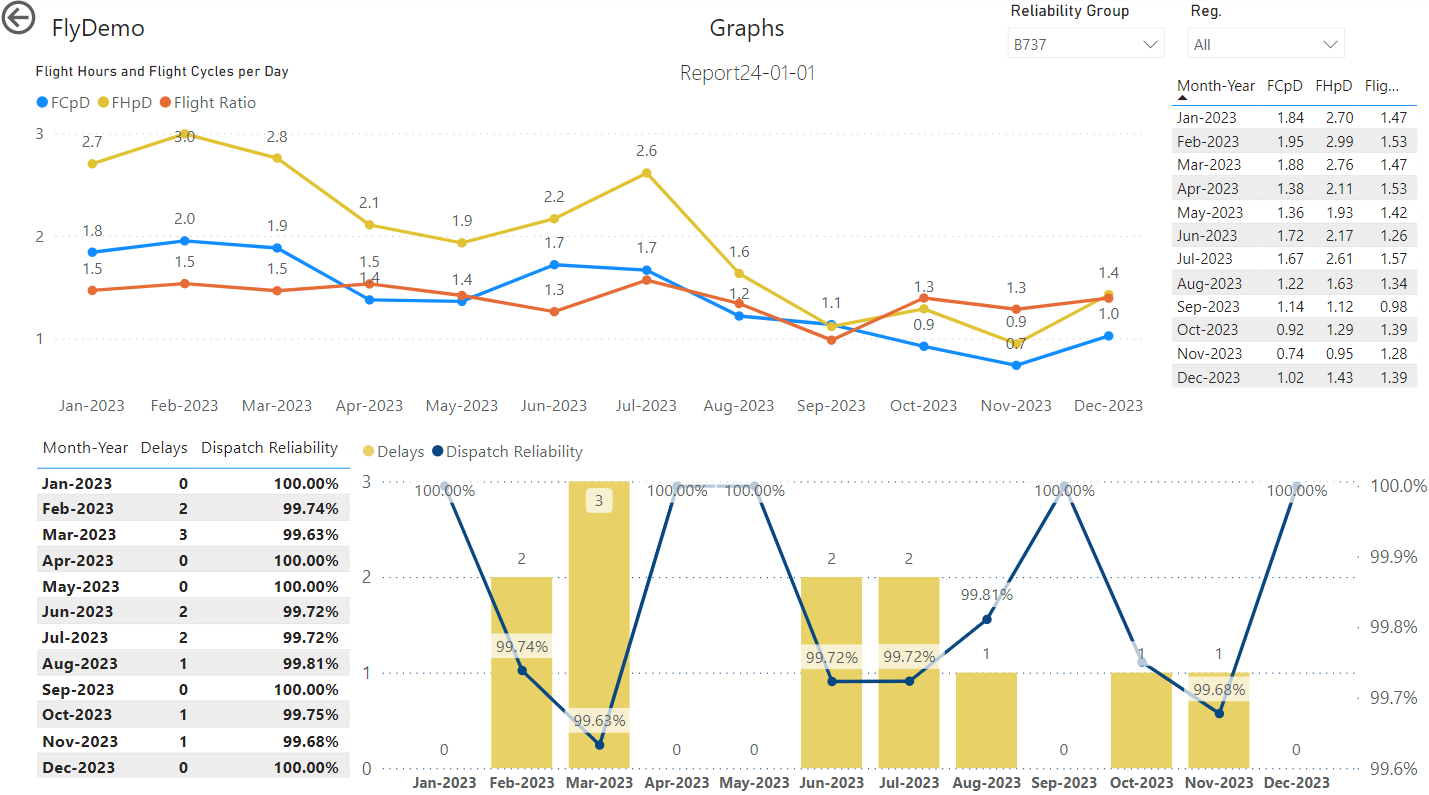 FlyDemo
Graphs
Reliability Group
Reg.
B737
All
Report24-01-01
Flight Hours and Flight Cycles per Day
FCpD FHpD Flight Ratio
3
2
1
2.7 3.0 2.8 2.1 1.9 2.2 2.6 1.6 1.1 0.9 0.9 1.4
1.8 2.0 1.9 1.4 1.4 1.7 1.7 1.2 1.3 0.7 1.0
1.5 1.5 1.5 1.5 1.3 1.3
Jan-2023 Feb-2023 Mar-2023 Apr-2023 May-2023 Jun-2023 Jul-2023 Aug-2023 Sep-2023 Oct-2023 Nov-2023 Dec-2023
Month-Year FCpD FHpD Flig...
Jan-2023 1.84 2.70 1.47
Feb-2023 1.95 2.99 1.53
Mar-2023 1.88 2.76 1.47
Apr-2023 1.38 2.11 1.53
May-2023 1.36 1.93 1.42
Jun-2023 1.72 2.17 1.26
Jul-2023 1.67 2.61 1.57
Aug-2023 1.22 1.63 1.34
Sep-2023 1.14 1.12 0.98
Oct-2023 0.92 1.29 1.39
Nov-2023 0.74 0.95 1.28
Dec-2023 1.02 1.43 1.39
Month-Year Delays Dispatch Reliability
Jan-2023 0 100.00%
Feb-2023 2 99.74%
Mar-2023 3 99.63%
Apr-2023 0 100.00%
May-2023 0 100.00%
Jun-2023 2 99.72%
Jul-2023 2 99.72%
Aug-2023 1 99.81%
Sep-2023 0 100.00%
Oct-2023 1 99.75%
Nov-2023 1 99.68%
Dec-2023 0 100.00%
Delays Dispatch Reliability
3
2
1
0
100.00% 100.00% 100.00% 100.00% 100.00%
3
2 2 2
99.81%
99.74% 99.72% 99.72% 1 1 1
99.63% 99.68%
0 0 0 0 0
100.0%
99.9%
99.8%
99.7%
99.6%
Jan-2023 Feb-2023 Mar-2023 Apr-2023 May-2023 Jun-2023 Jul-2023 Aug-2023 Sep-2023 Oct-2023 Nov-2023 Dec-2023